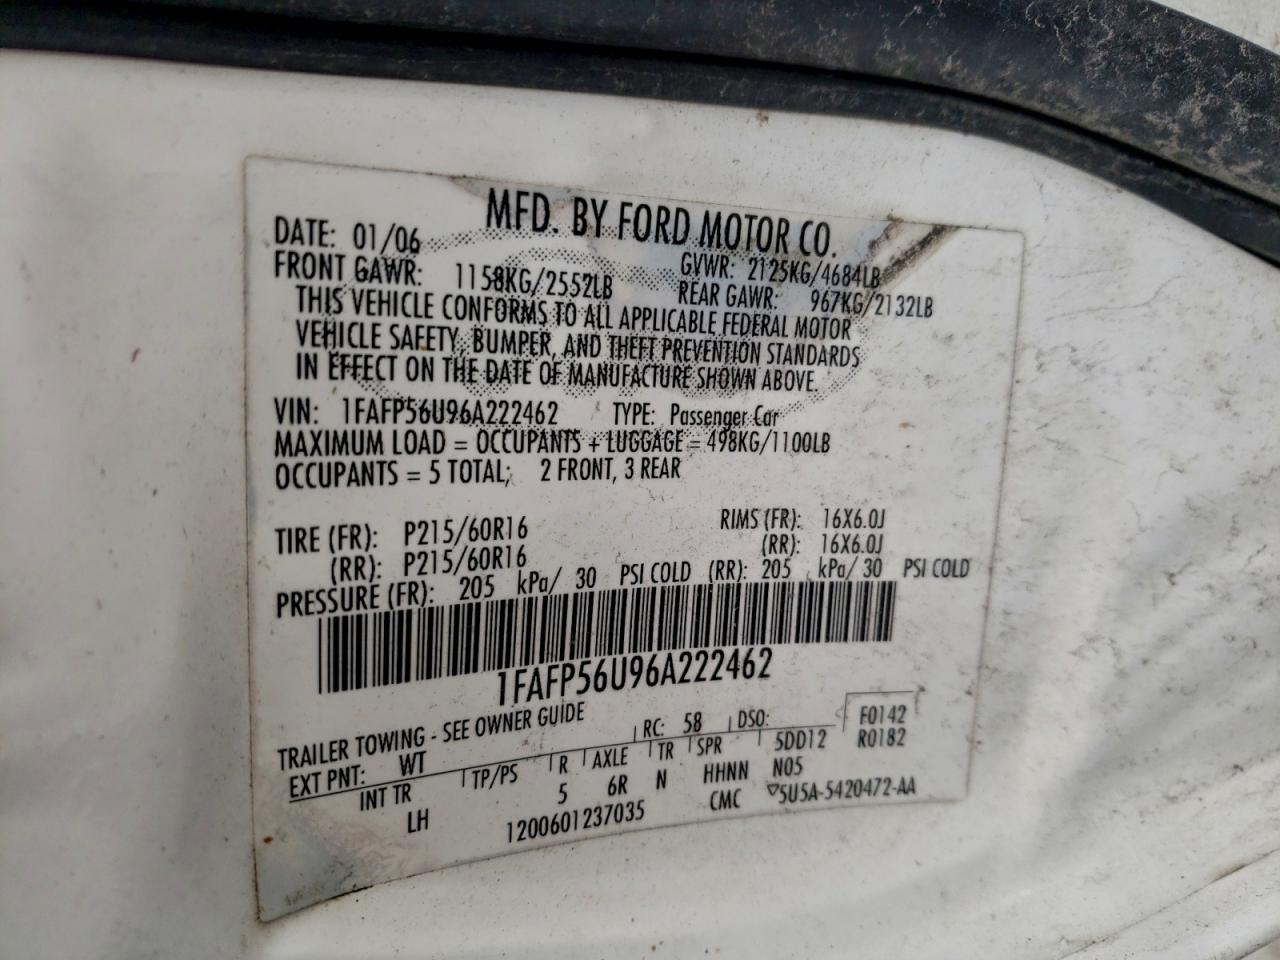 MFD. BY FORD MOTOR CO.
DATE: 01/06 GVWR: 2125KG/4684LB
FRONT GAWR: 1158KG/2552LB REAR GAWR: 967KG/2132LB
THIS VEHICLE CONFORMS TO ALL APPLICABLE FEDERAL MOTOR
VEHICLE SAFETY, BUMPER, AND THEFT PREVENTION STANDARDS
IN EFFECT ON THE DATE OF MANUFACTURE SHOWN ABOVE.
VIN: 1FAFP56U96A222462 TYPE: Passenger Car
MAXIMUM LOAD = OCCUPANTS + LUGGAGE = 498KG/1100LB
OCCUPANTS = 5 TOTAL; 2 FRONT, 3 REAR
TIRE (FR): P215/60R16 RIMS (FR): 16X6.0J
(RR): P215/60R16 (RR): 16X6.0J
PRESSURE (FR): 205 kPa/ 30 PSI COLD (RR): 205 kPa/ 30 PSI COLD
1FAFP56U96A222462
TRAILER TOWING - SEE OWNER GUIDE RC: 58 DSO: F0142
EXT PNT: WT 5DD12 R0182
INT TR TP/PS R AXLE TR SPR
LH 5 6R N HHNN N05
1200601237035 CMC 5U5A-5420472-AA